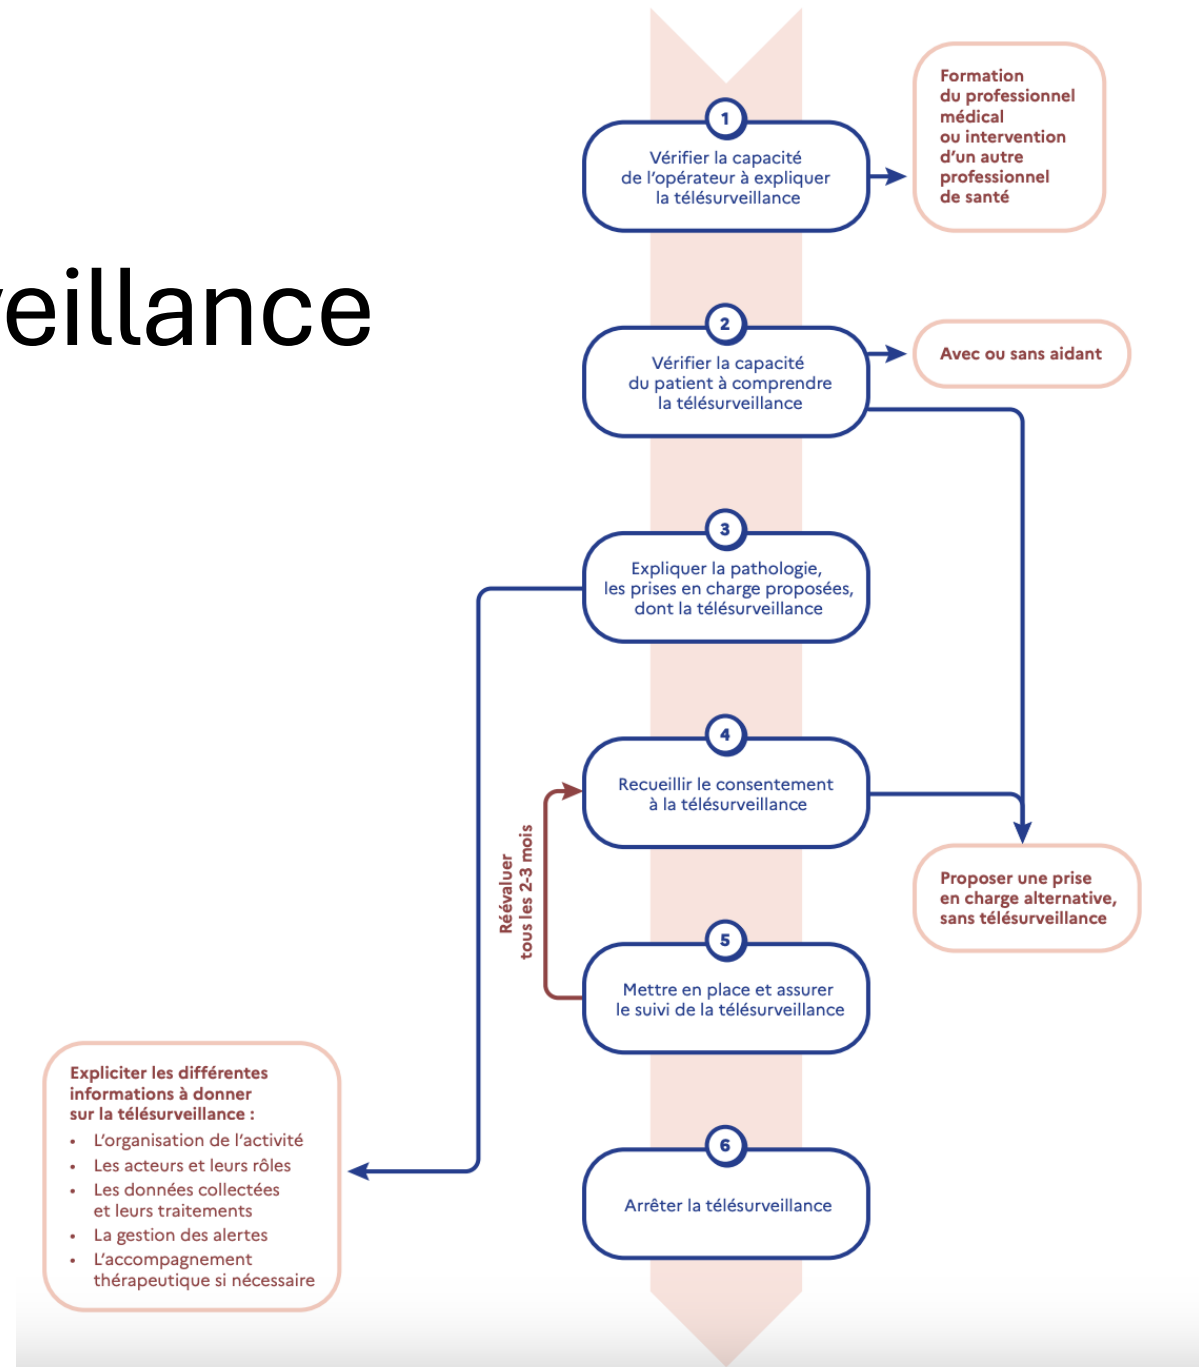 veillance
1
Vérifier la capacité
de l'opérateur à expliquer
la télésurveillance
Formation
du professionnel
médical
ou intervention
d'un autre
professionnel
de santé
2
Vérifier la capacité
du patient à comprendre
la télésurveillance
Avec ou sans aidant
3
Expliquer la pathologie,
les prises en charge proposées,
dont la télésurveillance
4
Recueillir le consentement
à la télésurveillance
Réévaluer
tous les 2-3 mois
Proposer une prise
en charge alternative,
sans télésurveillance
5
Mettre en place et assurer
le suivi de la télésurveillance
Expliciter les différentes
informations à donner
sur la télésurveillance :
• L'organisation de l'activité
• Les acteurs et leurs rôles
• Les données collectées
et leurs traitements
• La gestion des alertes
• L'accompagnement
thérapeutique si nécessaire
6
Arrêter la télésurveillance